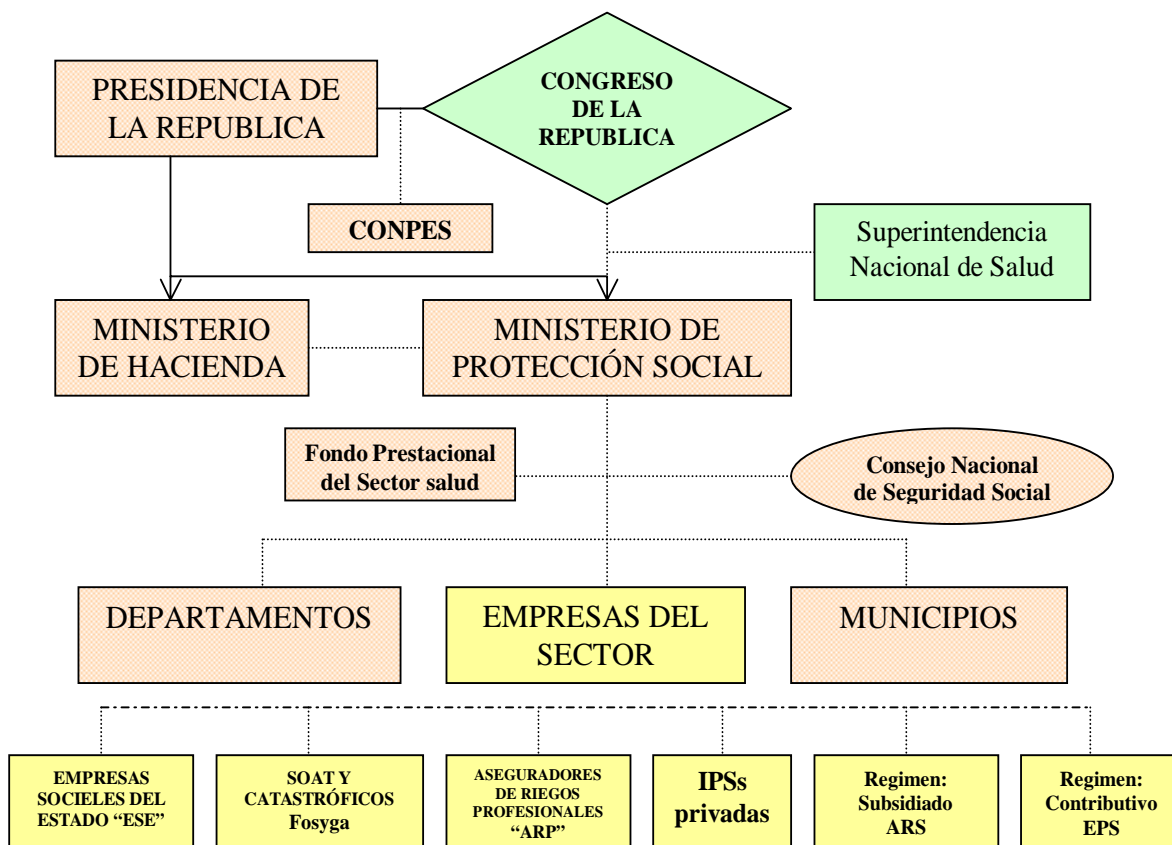 PRESIDENCIA DE
LA REPUBLICA
CONGRESO
DE LA
REPUBLICA
CONPES
Superintendencia
Nacional de Salud
MINISTERIO
DE HACIENDA
MINISTERIO DE
PROTECCIÓN SOCIAL
Fondo Prestacional
del Sector salud
Consejo Nacional
de Seguridad Social
DEPARTAMENTOS
EMPRESAS DEL
SECTOR
MUNICIPIOS
EMPRESAS
SOCIELES DEL
ESTADO “ESE”
SOAT Y
CATASTRÓFICOS
Fosyga
ASEGURADORES
DE RIEGOS
PROFESIONALES
“ARP”
IPSs
privadas
Regimen:
Subsidiado
ARS
Regimen:
Contributivo
EPS